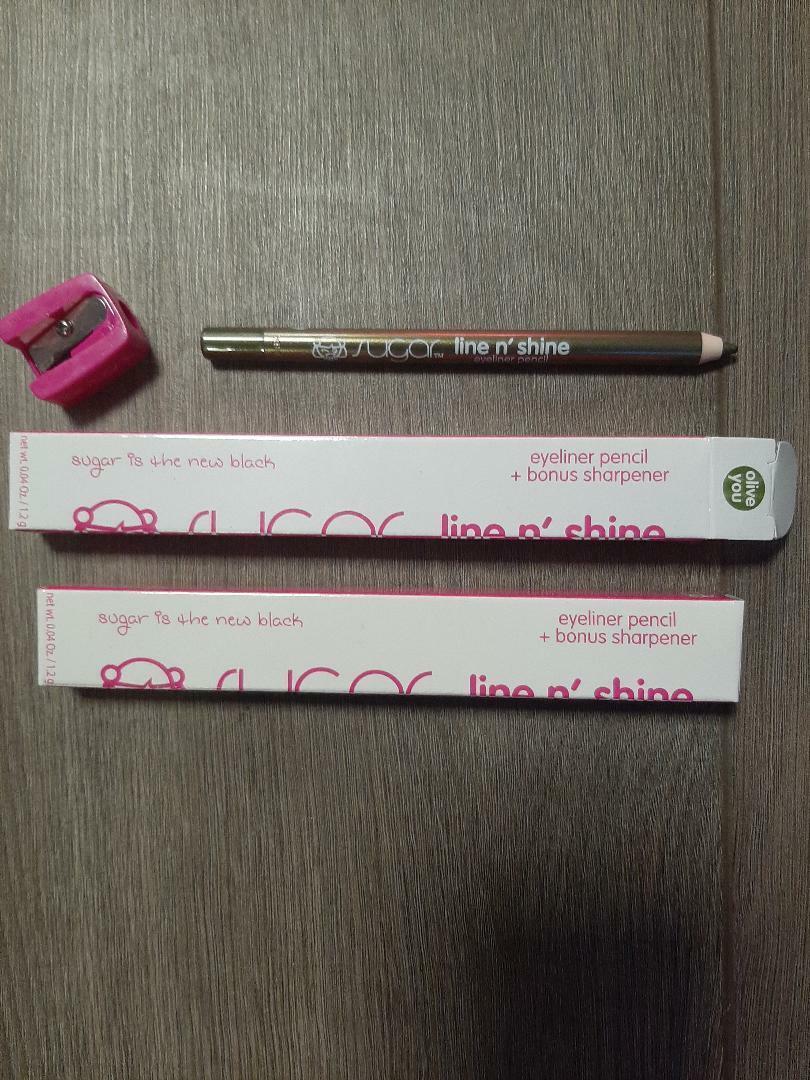 sugar™ line n' shine
eyeliner pencil
net wt. 0.04 Oz. / 1.2 g
sugar is the new black
eyeliner pencil
+ bonus sharpener
sugar line n' shine
olive
you
net wt. 0.04 Oz. / 1.2 g
sugar is the new black
eyeliner pencil
+ bonus sharpener
sugar line n' shine